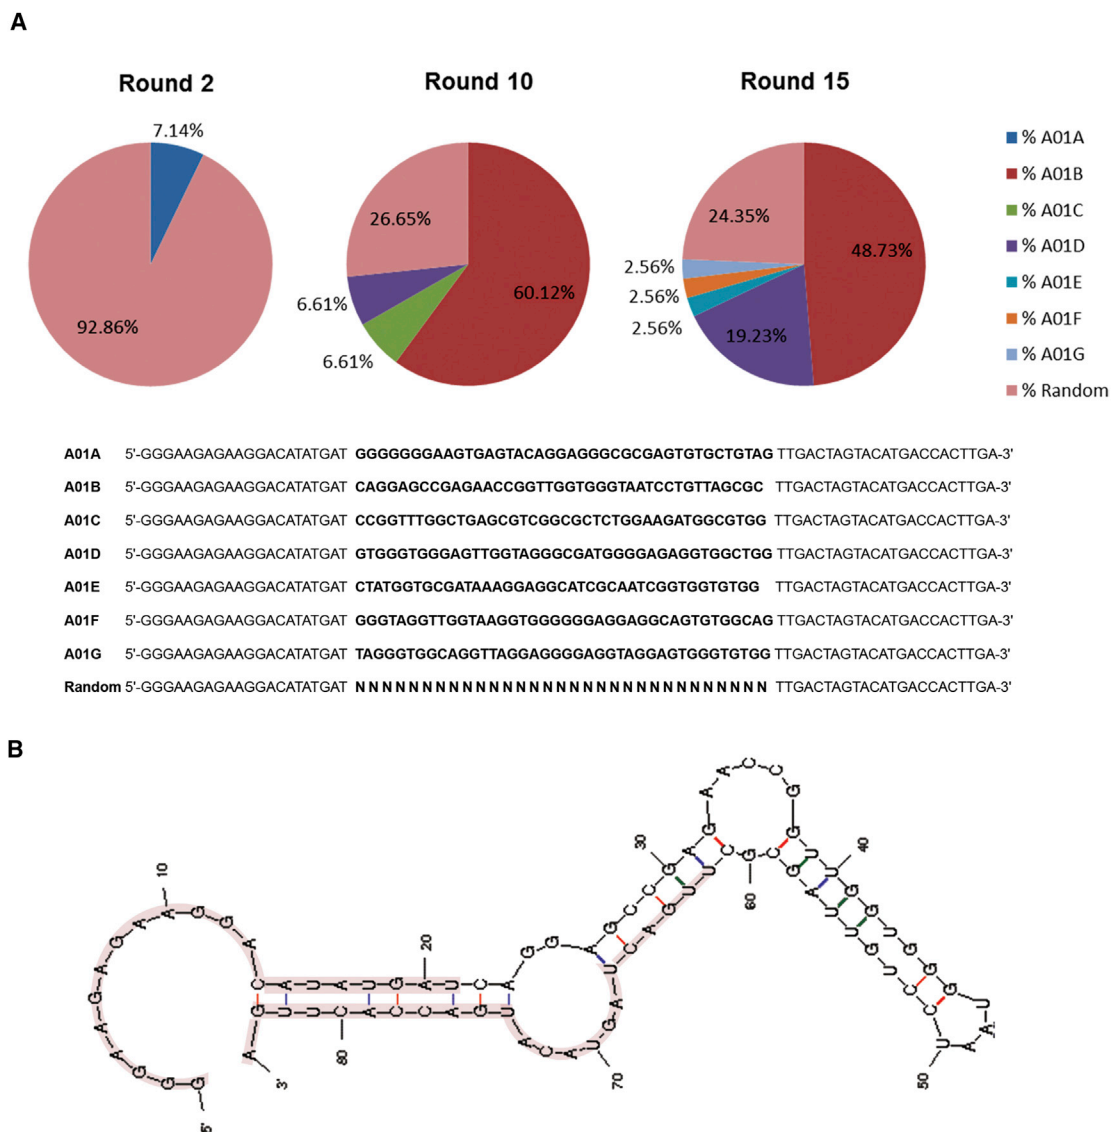 A
Round 2
Round 10
Round 15
7.14%
92.86%
26.65%
6.61%
6.61%
60.12%
24.35%
2.56%
2.56%
2.56%
19.23%
48.73%
% A01A
% A01B
% A01C
% A01D
% A01E
% A01F
% A01G
% Random
A01A 5'-GGGAAGAGAAGGACATATGAT GGGGGGGAAGTGAGTACAGGAGGGCGCGAGTGTGCTGTAG TTGACTAGTACATGACCACTTGA-3'
A01B 5'-GGGAAGAGAAGGACATATGAT CAGGAGCCGAGAACCGGTTGGTGGGTAATCCTGTTAGCGC TTGACTAGTACATGACCACTTGA-3'
A01C 5'-GGGAAGAGAAGGACATATGAT CCGGTTTGGCTGAGCGTCGGCGCTCTGGAAGATGGCGTGG TTGACTAGTACATGACCACTTGA-3'
A01D 5'-GGGAAGAGAAGGACATATGAT GTGGGTGGGAGTTGGTAGGGCGATGGGGAGAGGTGGCTGG TTGACTAGTACATGACCACTTGA-3'
A01E 5'-GGGAAGAGAAGGACATATGAT CTATGGTGCGATAAAGGAGGCATCGCAATCGGTGGTGTGG TTGACTAGTACATGACCACTTGA-3'
A01F 5'-GGGAAGAGAAGGACATATGAT GGGTAGGTTGGTAAGGTGGGGGGAGGAGGCAGTGTGGCAG TTGACTAGTACATGACCACTTGA-3'
A01G 5'-GGGAAGAGAAGGACATATGAT TAGGGTGGCAGGTTAGGAGGGGAGGTAGGAGTGGGTGTGG TTGACTAGTACATGACCACTTGA-3'
Random 5'-GGGAAGAGAAGGACATATGAT N N N N N N N N N N N N N N N N N N N N N N N N N N N N N N N TTGACTAGTACATGACCACTTGA-3'
B
5'
G G G A A G A G A A G G A C A U A U G A U C A G G A G C C G A G A A C C G G U U G G U G G G U A A U C C U G U U A G C G C U U G A C U A G U A C A U G A C C A C U U G A
3'
10
20
30
40
50
60
70
80